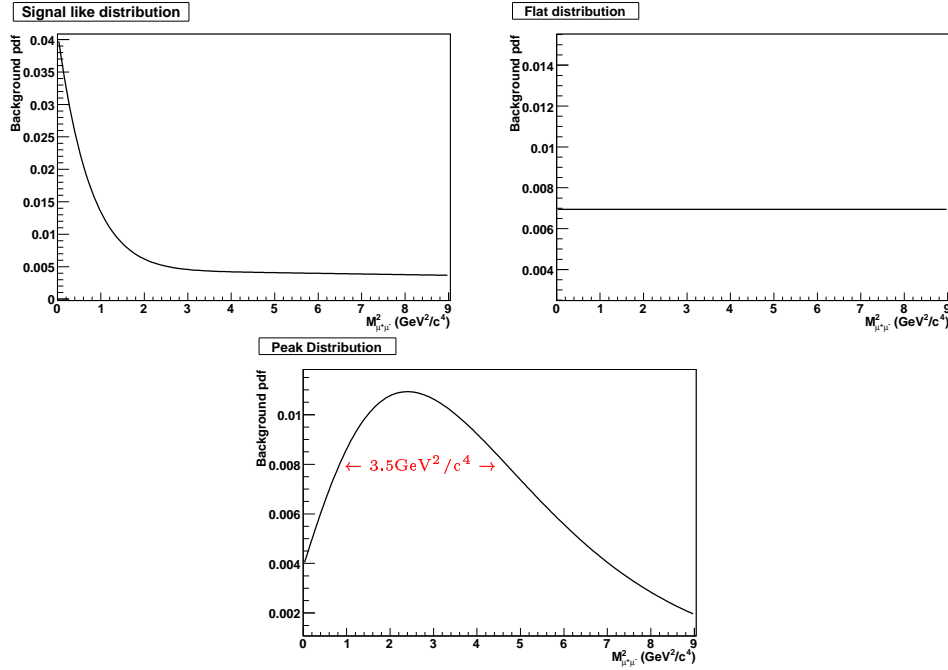 Signal like distribution
Background pdf
0.04
0.035
0.03
0.025
0.02
0.015
0.01
0.005
0
0 1 2 3 4 5 6 7 8 9
M²μ⁺μ⁻ (GeV²/c⁴)
Flat distribution
Background pdf
0.014
0.012
0.01
0.008
0.006
0.004
0 1 2 3 4 5 6 7 8 9
M²μ⁺μ⁻ (GeV²/c⁴)
Peak Distribution
Background pdf
0.01
0.008
0.006
0.004
0.002
← 3.5GeV²/c⁴ →
0 1 2 3 4 5 6 7 8 9
M²μ⁺μ⁻ (GeV²/c⁴)